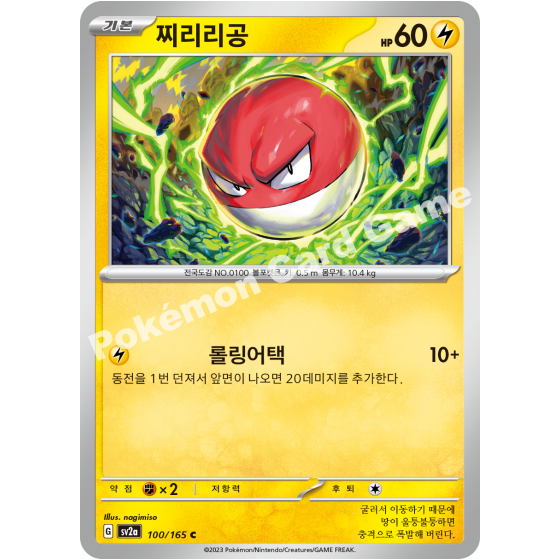 기본 찌리리공 HP 60
전국도감 NO.0100 볼포켓몬 키 0.5 m 몸무게: 10.4 kg
Pokémon Card Game
롤링어택 10+
동전을 1번 던져서 앞면이 나오면 20데미지를 추가한다.
약점 ×2 저항력 후퇴
Illus. nagimiso
G sv2a 100/165 C
굴러서 이동하기 때문에
땅이 울퉁불퉁하면
충격으로 폭발해 버린다.
©2023 Pokémon/Nintendo/Creatures/GAME FREAK.